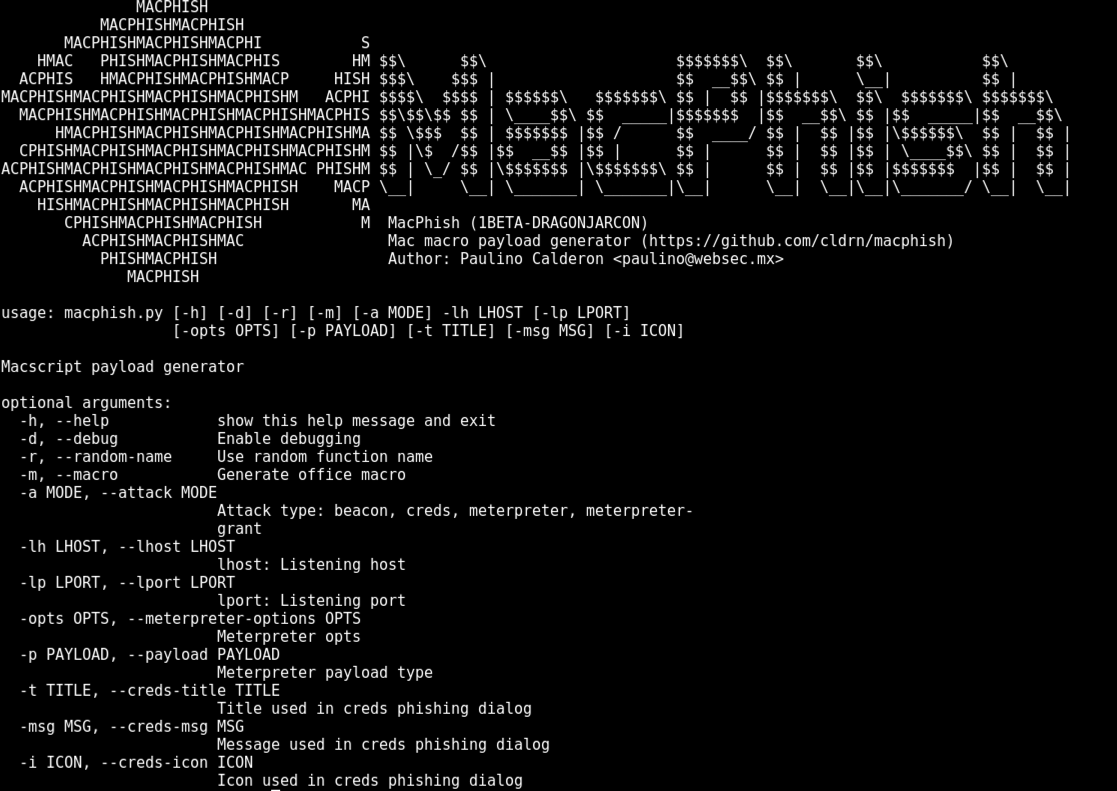 MACPHISH
           MACPHISHMACPHISH
       MACPHISHMACPHISHMACPHI           S
    HMAC   PHISHMACPHISHMACPHIS        HM $$\      $$\                     $$$$$$$\  $$\       $$\           $$\
  ACPHIS   HMACPHISHMACPHISHMACP     HISH $$$\    $$$ |                    $$  __$$\ $$ |      \__|          $$ |
MACPHISHMACPHISHMACPHISHMACPHISHM   ACPHI $$$$\  $$$$ | $$$$$$\   $$$$$$$\ $$ |  $$ |$$$$$$$\  $$\  $$$$$$$\ $$$$$$$\
  MACPHISHMACPHISHMACPHISHMACPHISHMACPHIS $$\$$\$$ $$ | \____$$\ $$  _____|$$$$$$$  |$$  __$$\ $$ |$$  _____|$$  __$$\
      HMACPHISHMACPHISHMACPHISHMACPHISHMA $$ \$$$  $$ | $$$$$$$ |$$ /      $$  ____/ $$ |  $$ |$$ |\$$$$$$\  $$ |  $$ |
  CPHISHMACPHISHMACPHISHMACPHISHMACPHISHM $$ |\$  /$$ |$$  __$$ |$$ |      $$ |      $$ |  $$ |$$ | \____$$\ $$ |  $$ |
ACPHISHMACPHISHMACPHISHMACPHISHMAC PHISHM $$ | \_/ $$ |\$$$$$$$ |\$$$$$$$\ $$ |      $$ |  $$ |$$ |$$$$$$$  |$$ |  $$ |
  ACPHISHMACPHISHMACPHISHMACPHISH    MACP \__|     \__| \_______| \_______|\__|      \__|  \__|\__|\_______/ \__|  \__|
    HISHMACPHISHMACPHISHMACPHISH       MA
       CPHISHMACPHISHMACPHISH           M  MacPhish (1BETA-DRAGONJARCON)
         ACPHISHMACPHISHMAC                Mac macro payload generator (https://github.com/cldrn/macphish)
           PHISHMACPHISH                   Author: Paulino Calderon <paulino@websec.mx>
              MACPHISH

usage: macphish.py [-h] [-d] [-r] [-m] [-a MODE] -lh LHOST [-lp LPORT]
                   [-opts OPTS] [-p PAYLOAD] [-t TITLE] [-msg MSG] [-i ICON]

Macscript payload generator

optional arguments:
  -h, --help            show this help message and exit
  -d, --debug           Enable debugging
  -r, --random-name     Use random function name
  -m, --macro           Generate office macro
  -a MODE, --attack MODE
                        Attack type: beacon, creds, meterpreter, meterpreter-
                        grant
  -lh LHOST, --lhost LHOST
                        lhost: Listening host
  -lp LPORT, --lport LPORT
                        lport: Listening port
  -opts OPTS, --meterpreter-options OPTS
                        Meterpreter opts
  -p PAYLOAD, --payload PAYLOAD
                        Meterpreter payload type
  -t TITLE, --creds-title TITLE
                        Title used in creds phishing dialog
  -msg MSG, --creds-msg MSG
                        Message used in creds phishing dialog
  -i ICON, --creds-icon ICON
                        Icon used in creds phishing dialog